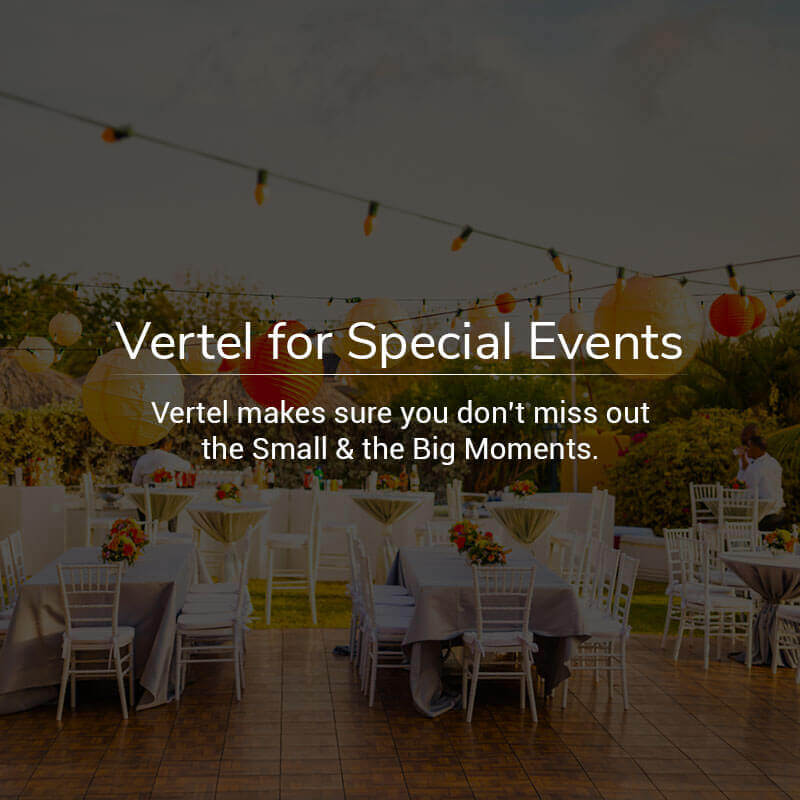 Vertel for Special Events
Vertel makes sure you don't miss out
the Small & the Big Moments.